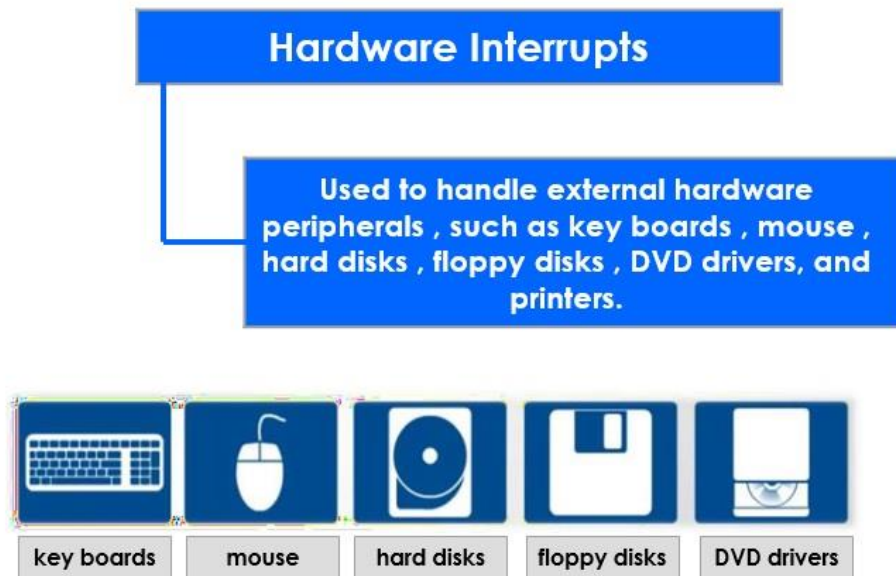 Hardware Interrupts
Used to handle external hardware
peripherals , such as key boards , mouse ,
hard disks , floppy disks , DVD drivers, and
printers.
key boards mouse hard disks floppy disks DVD drivers